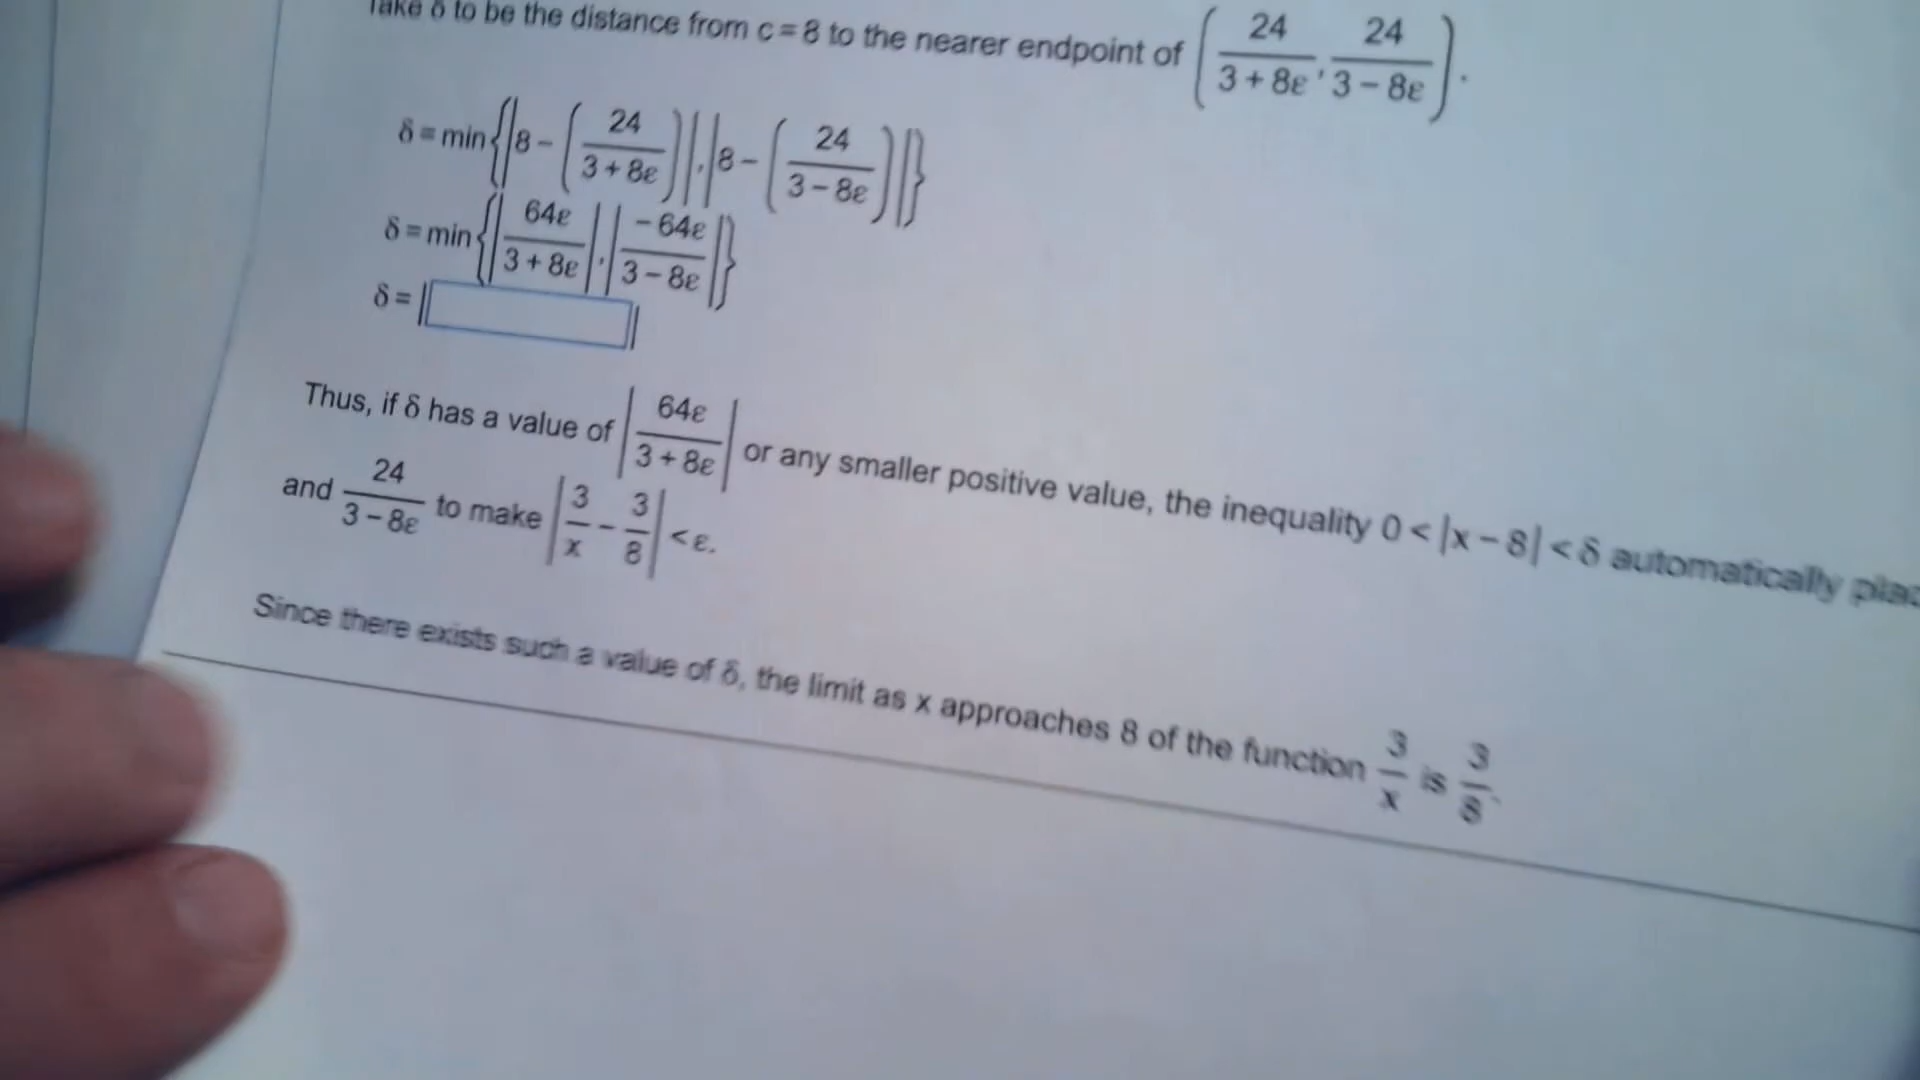 Take δ to be the distance from c = 8 to the nearer endpoint of (24/(3 + 8ε), 24/(3 − 8ε)).
δ = min{|8 − (24/(3 + 8ε))|, |8 − (24/(3 − 8ε))|}
δ = min{|64ε/(3 + 8ε)|, |−64ε/(3 − 8ε)|}
δ = | |
Thus, if δ has a value of |64ε/(3 + 8ε)| or any smaller positive value, the inequality 0 < |x − 8| < δ automatically
and 24/(3 − 8ε) to make |3/x − 3/8| < ε.
Since there exists such a value of δ, the limit as x approaches 8 of the function 3/x is 3/8.